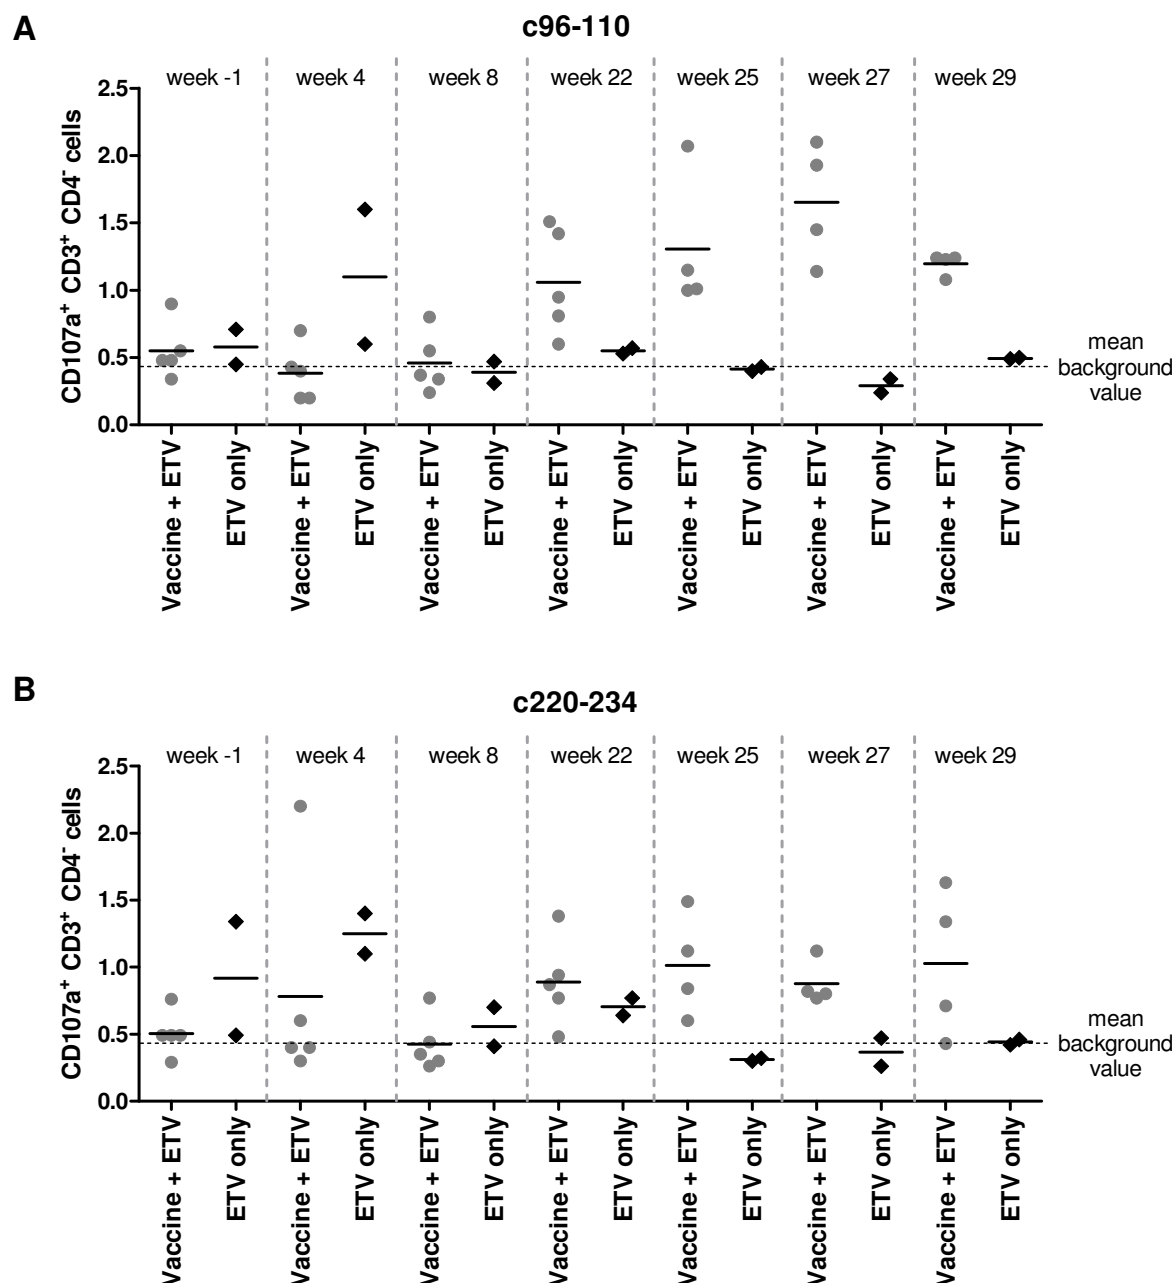 A
c96-110
week -1 week 4 week 8 week 22 week 25 week 27 week 29
CD107a⁺ CD3⁺ CD4⁻ cells
2.5
2.0
1.5
1.0
0.5
0.0
mean
background
value
Vaccine + ETV ETV only Vaccine + ETV ETV only Vaccine + ETV ETV only Vaccine + ETV ETV only Vaccine + ETV ETV only Vaccine + ETV ETV only Vaccine + ETV ETV only
B
c220-234
week -1 week 4 week 8 week 22 week 25 week 27 week 29
CD107a⁺ CD3⁺ CD4⁻ cells
2.5
2.0
1.5
1.0
0.5
0.0
mean
background
value
Vaccine + ETV ETV only Vaccine + ETV ETV only Vaccine + ETV ETV only Vaccine + ETV ETV only Vaccine + ETV ETV only Vaccine + ETV ETV only Vaccine + ETV ETV only